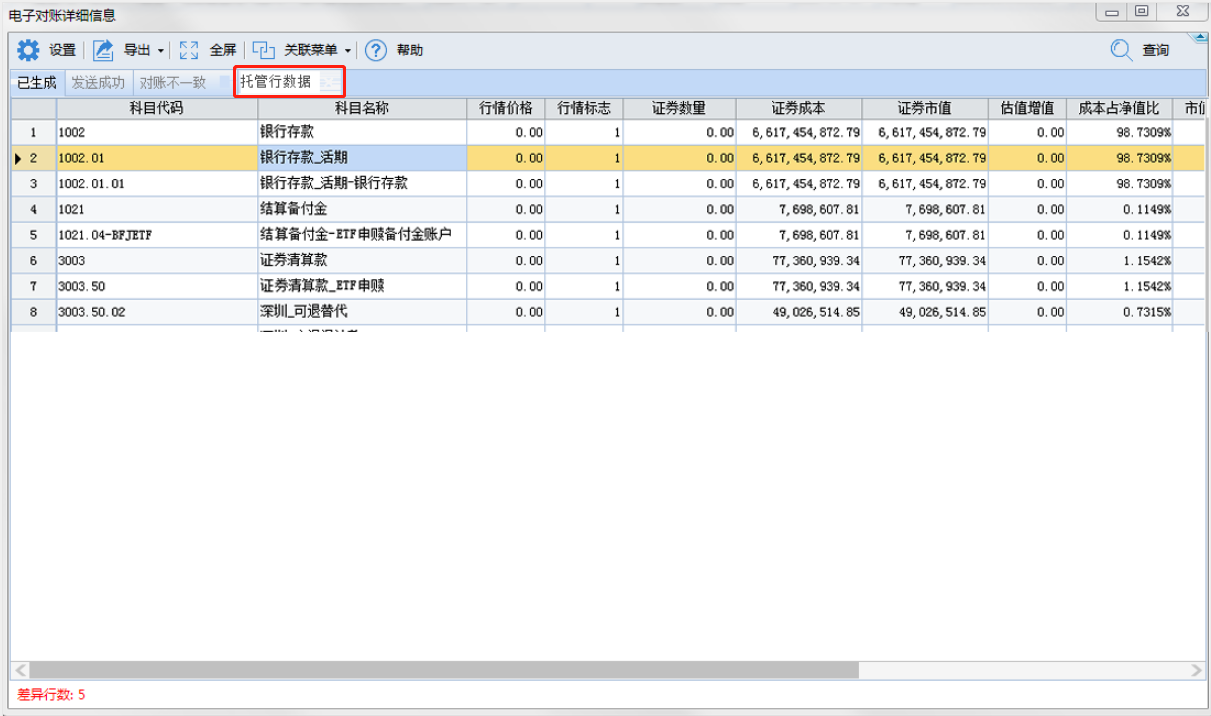 电子对账详细信息
设置 导出 全屏 关联菜单 帮助 查询
已生成 发送成功 对账不一致 托管行数据
科目代码 科目名称 行情价格 行情标志 证券数量 证券成本 证券市值 估值增值 成本占净值比
1 1002 银行存款 0.00 1 0.00 6,617,454,872.79 6,617,454,872.79 0.00 98.7309%
2 1002.01 银行存款_活期 0.00 1 0.00 6,617,454,872.79 6,617,454,872.79 0.00 98.7309%
3 1002.01.01 银行存款_活期-银行存款 0.00 1 0.00 6,617,454,872.79 6,617,454,872.79 0.00 98.7309%
4 1021 结算备付金 0.00 1 0.00 7,698,607.81 7,698,607.81 0.00 0.1149%
5 1021.04-BFJETF 结算备付金-ETF申赎备付金账户 0.00 1 0.00 7,698,607.81 7,698,607.81 0.00 0.1149%
6 3003 证券清算款 0.00 1 0.00 77,360,939.34 77,360,939.34 0.00 1.1542%
7 3003.50 证券清算款_ETF申赎 0.00 1 0.00 77,360,939.34 77,360,939.34 0.00 1.1542%
8 3003.50.02 深圳_可退替代 0.00 1 0.00 49,026,514.85 49,026,514.85 0.00 0.7315%
差异行数: 5